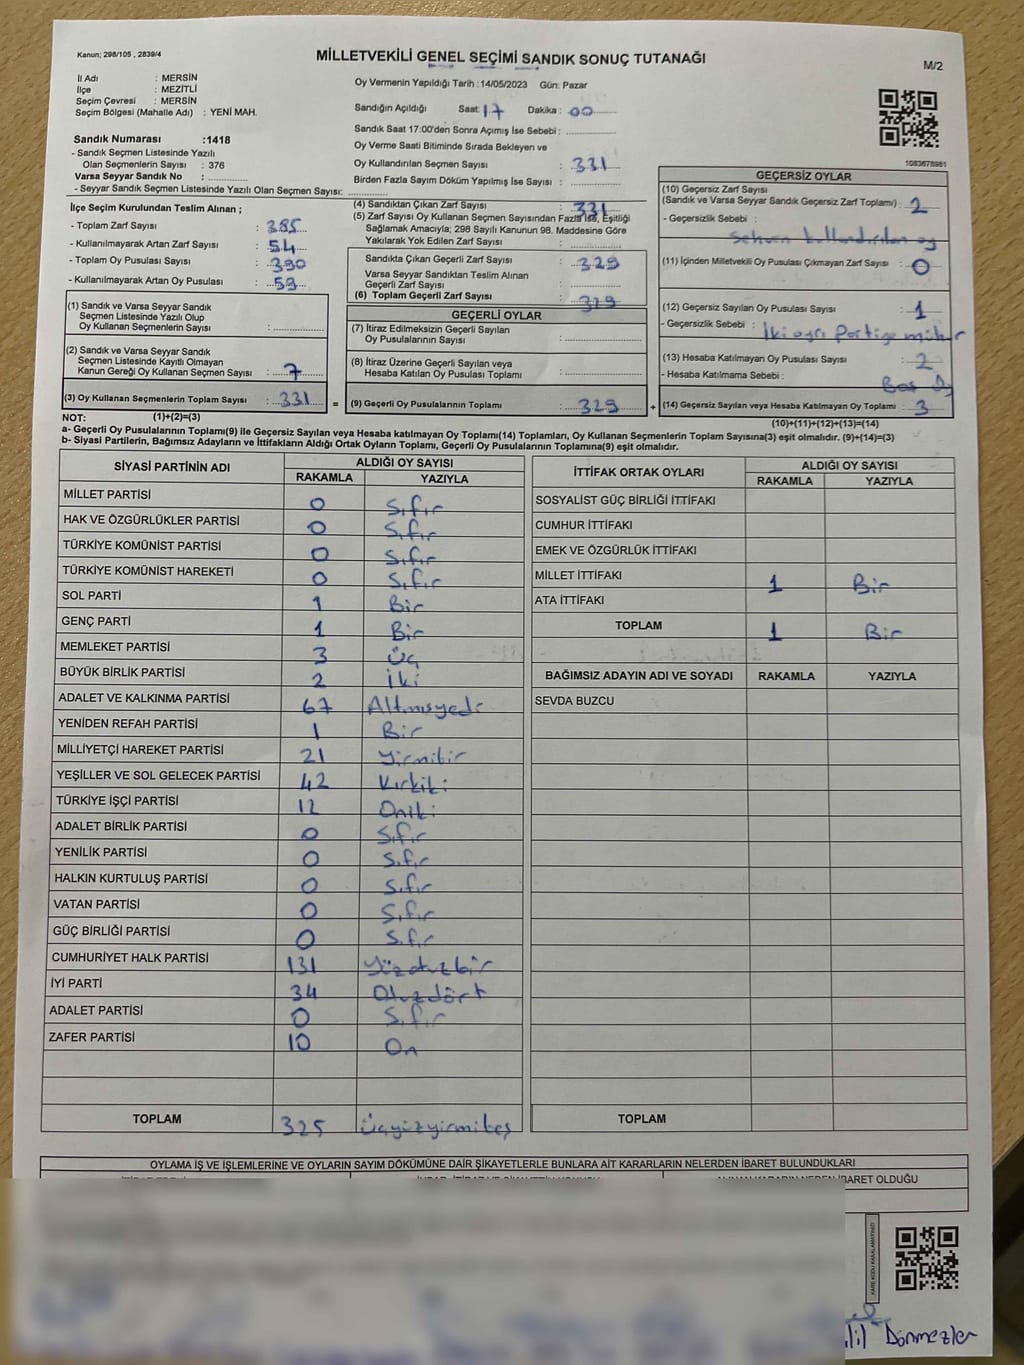 Kanun; 298/105 , 2839/4
MİLLETVEKİLİ GENEL SEÇİMİ SANDIK SONUÇ TUTANAĞI
M/2
İl Adı : MERSİN
İlçe : MEZİTLİ
Seçim Çevresi : MERSİN
Seçim Bölgesi (Mahalle Adı) : YENİ MAH.
Sandık Numarası :1418
- Sandık Seçmen Listesinde Yazılı
Olan Seçmenlerin Sayısı : 376
Varsa Seyyar Sandık No :
- Seyyar Sandık Seçmen Listesinde Yazılı Olan Seçmen Sayısı:
Oy Vermenin Yapıldığı Tarih : 14/05/2023 Gün: Pazar
Sandığın Açıldığı Saat: 17 Dakika : 00
Sandık Saat 17:00'den Sonra Açımış İse Sebebi :
Oy Verme Saati Bitiminde Sırada Bekleyen ve
Oy Kullandırılan Seçmen Sayısı : 331
Birden Fazla Sayım Döküm Yapılmış İse Sayısı :
1083678961
İlçe Seçim Kurulundan Teslim Alınan ;
- Toplam Zarf Sayısı : 385
- Kullanılmayarak Artan Zarf Sayısı : 54
- Toplam Oy Pusulası Sayısı : 390
- Kullanılmayarak Artan Oy Pusulası : 59
(1) Sandık ve Varsa Seyyar Sandık
Seçmen Listesinde Yazılı Olup
Oy Kullanan Seçmenlerin Sayısı :
(2) Sandık ve Varsa Seyyar Sandık
Seçmen Listesinde Kayıtlı Olmayan
Kanun Gereği Oy Kullanan Seçmen Sayısı : 7
(3) Oy Kullanan Seçmenlerin Toplam Sayısı : 331 =
(4) Sandıktan Çıkan Zarf Sayısı : 331
(5) Zarf Sayısı Oy Kullanan Seçmen Sayısından Fazla İse, Eşitliği
Sağlamak Amacıyla; 298 Sayılı Kanunun 98. Maddesine Göre
Yakılarak Yok Edilen Zarf Sayısı :
Sandıkta Çıkan Geçerli Zarf Sayısı : 329
Varsa Seyyar Sandıktan Teslim Alınan
Geçerli Zarf Sayısı :
(6) Toplam Geçerli Zarf Sayısı : 329
GEÇERLİ OYLAR
(7) İtiraz Edilmeksizin Geçerli Sayılan
Oy Pusulalarının Sayısı :
(8) İtiraz Üzerine Geçerli Sayılan veya
Hesaba Katılan Oy Pusulası Toplamı :
(9) Geçerli Oy Pusulalarının Toplamı : 329 +
GEÇERSİZ OYLAR
(10) Geçersiz Zarf Sayısı
(Sandık ve Varsa Seyyar Sandık Geçersiz Zarf Toplamı) : 2
- Geçersizlik Sebebi :
kullandırılan oy
(11) İçinden Milletvekili Oy Pusulası Çıkmayan Zarf Sayısı : 0
(12) Geçersiz Sayılan Oy Pusulası Sayısı : 1
- Geçersizlik Sebebi : İki ayrı Partiye mühür
(13) Hesaba Katılmayan Oy Pusulası Sayısı : 2
- Hesaba Katılmama Sebebi :
Boş Oy
(14) Geçersiz Sayılan veya Hesaba Katılmayan Oy Toplamı : 3
NOT: (1)+(2)=(3) (10)+(11)+(12)+(13)=(14)
a- Geçerli Oy Pusulalarının Toplamı(9) ile Geçersiz Sayılan veya Hesaba katılmayan Oy Toplamı(14) Toplamları, Oy Kullanan Seçmenlerin Toplam Sayısına(3) eşit olmalıdır. (9)+(14)=(3)
b- Siyasi Partilerin, Bağımsız Adayların ve İttifakların Aldığı Ortak Oyların Toplamı, Geçerli Oy Pusulalarının Toplamına(9) eşit olmalıdır.
SİYASİ PARTİNİN ADI ALDIĞI OY SAYISI
RAKAMLA YAZIYLA
MİLLET PARTİSİ 0 Sıfır
HAK VE ÖZGÜRLÜKLER PARTİSİ 0 Sıfır
TÜRKİYE KOMÜNİST PARTİSİ 0 Sıfır
TÜRKİYE KOMÜNİST HAREKETİ 0 Sıfır
SOL PARTİ 1 Bir
GENÇ PARTİ 1 Bir
MEMLEKET PARTİSİ 3 Üç
BÜYÜK BİRLİK PARTİSİ 2 İki
ADALET VE KALKINMA PARTİSİ 67 Altmışyedi
YENİDEN REFAH PARTİSİ 1 Bir
MİLLİYETÇİ HAREKET PARTİSİ 21 Yirmibir
YEŞİLLER VE SOL GELECEK PARTİSİ 42 Kırkiki
TÜRKİYE İŞÇİ PARTİSİ 12 Oniki
ADALET BİRLİK PARTİSİ 0 Sıfır
YENİLİK PARTİSİ 0 Sıfır
HALKIN KURTULUŞ PARTİSİ 0 Sıfır
VATAN PARTİSİ 0 Sıfır
GÜÇ BİRLİĞİ PARTİSİ 0 Sıfır
CUMHURİYET HALK PARTİSİ 131 Yüzotuzbir
İYİ PARTİ 34 Otuzdört
ADALET PARTİSİ 0 Sıfır
ZAFER PARTİSİ 10 On
TOPLAM 325 Üçyüzyirmibeş
İTTİFAK ORTAK OYLARI ALDIĞI OY SAYISI
RAKAMLA YAZIYLA
SOSYALİST GÜÇ BİRLİĞİ İTTİFAKI
CUMHUR İTTİFAKI
EMEK VE ÖZGÜRLÜK İTTİFAKI
MİLLET İTTİFAKI 1 Bir
ATA İTTİFAKI
TOPLAM 1 Bir
BAĞIMSIZ ADAYIN ADI VE SOYADI RAKAMLA YAZIYLA
SEVDA BUZCU
TOPLAM
OYLAMA İŞ VE İŞLEMLERİNE VE OYLARIN SAYIM DÖKÜMÜNE DAİR ŞİKAYETLERLE BUNLARA AİT KARARLARIN NELERDEN İBARET BULUNDUKLARI
Dönmezler